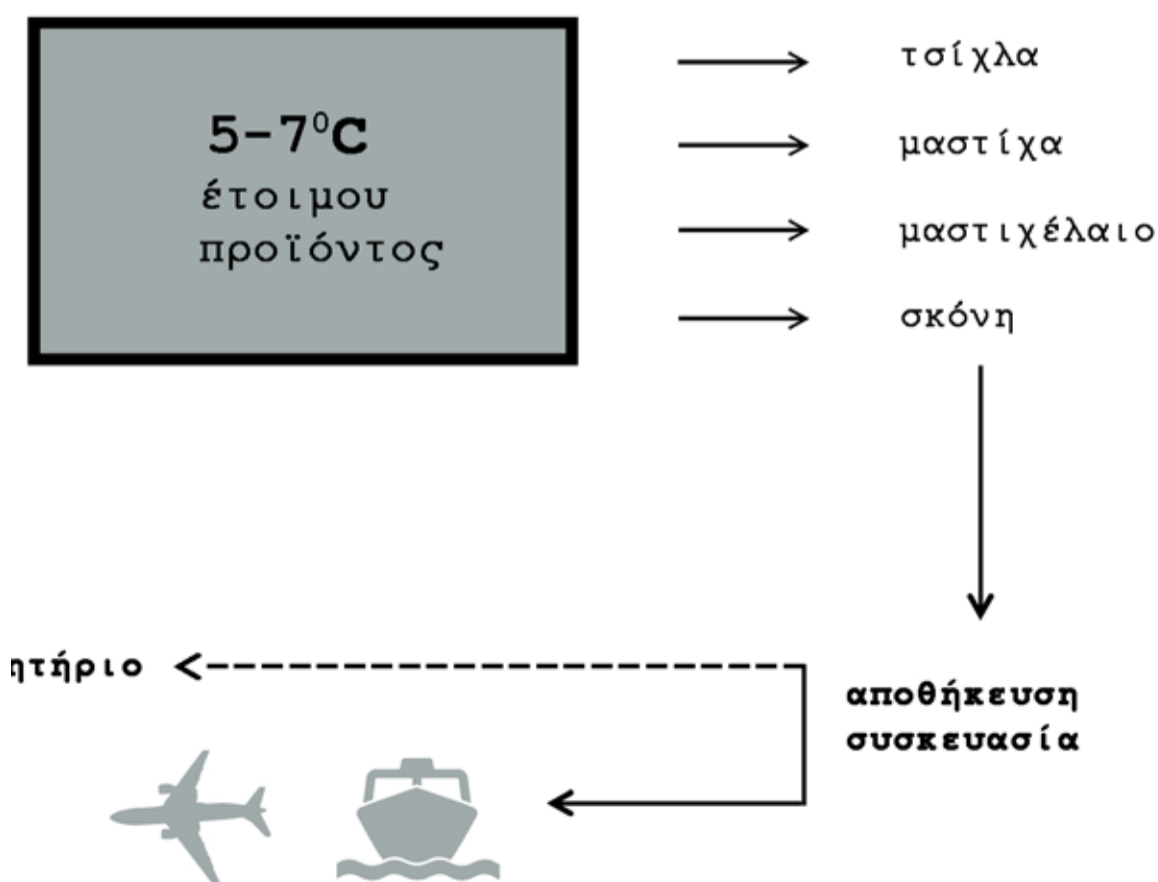 5-7⁰C
έτοιμου
προϊόντος
τσίχλα
μαστίχα
μαστιχέλαιο
σκόνη
αποθήκευση
συσκευασία